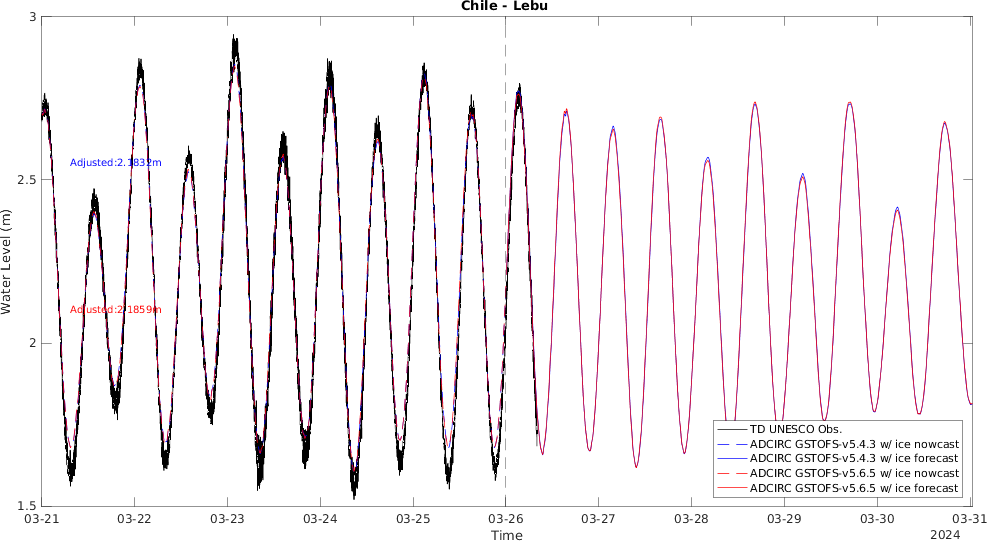 Chile - Lebu
3
2.5
2
1.5
Water Level (m)
Adjusted:2.1832m
Adjusted:2.1859m
TD UNESCO Obs.
ADCIRC GSTOFS-v5.4.3 w/ ice nowcast
ADCIRC GSTOFS-v5.4.3 w/ ice forecast
ADCIRC GSTOFS-v5.6.5 w/ ice nowcast
ADCIRC GSTOFS-v5.6.5 w/ ice forecast
03-21 03-22 03-23 03-24 03-25 03-26 03-27 03-28 03-29 03-30 03-31
Time
2024